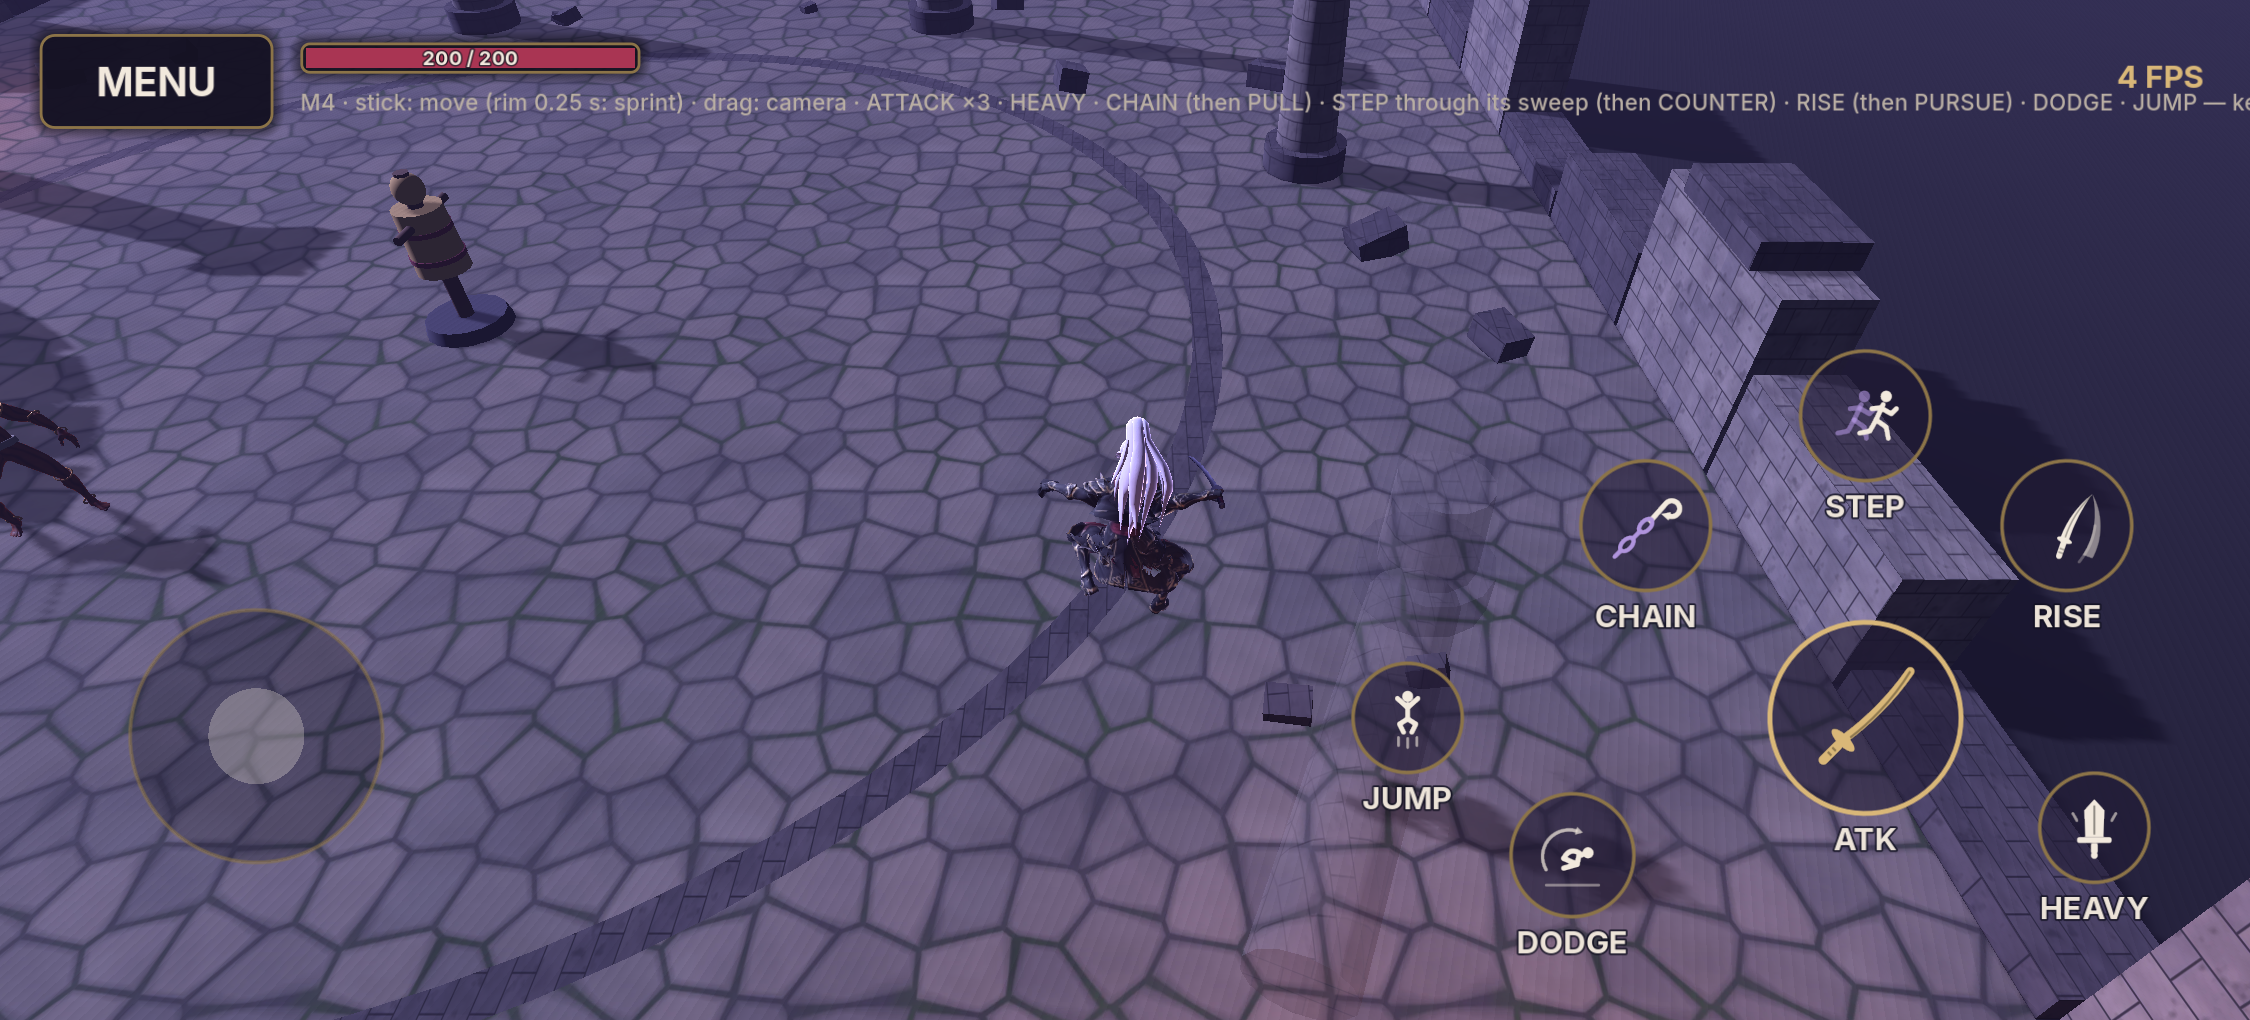 MENU
200 / 200
4 FPS
M4 · stick: move (rim 0.25 s: sprint) · drag: camera · ATTACK ×3 · HEAVY · CHAIN (then PULL) · STEP through its sweep (then COUNTER) · RISE (then PURSUE) · DODGE · JUMP —
STEP
CHAIN
RISE
JUMP
ATK
DODGE
HEAVY